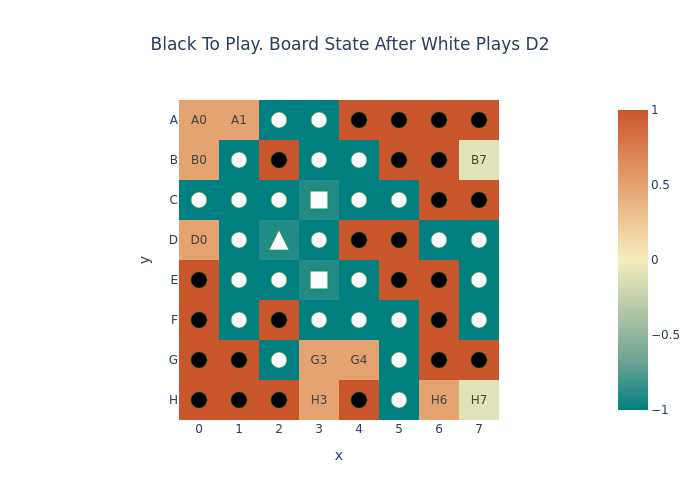 Black To Play. Board State After White Plays D2
A A0 A1 1
B B0 B7
C 0.5
D D0
y 0
E
F −0.5
G G3 G4
H H3 H6 H7 −1
0 1 2 3 4 5 6 7
x